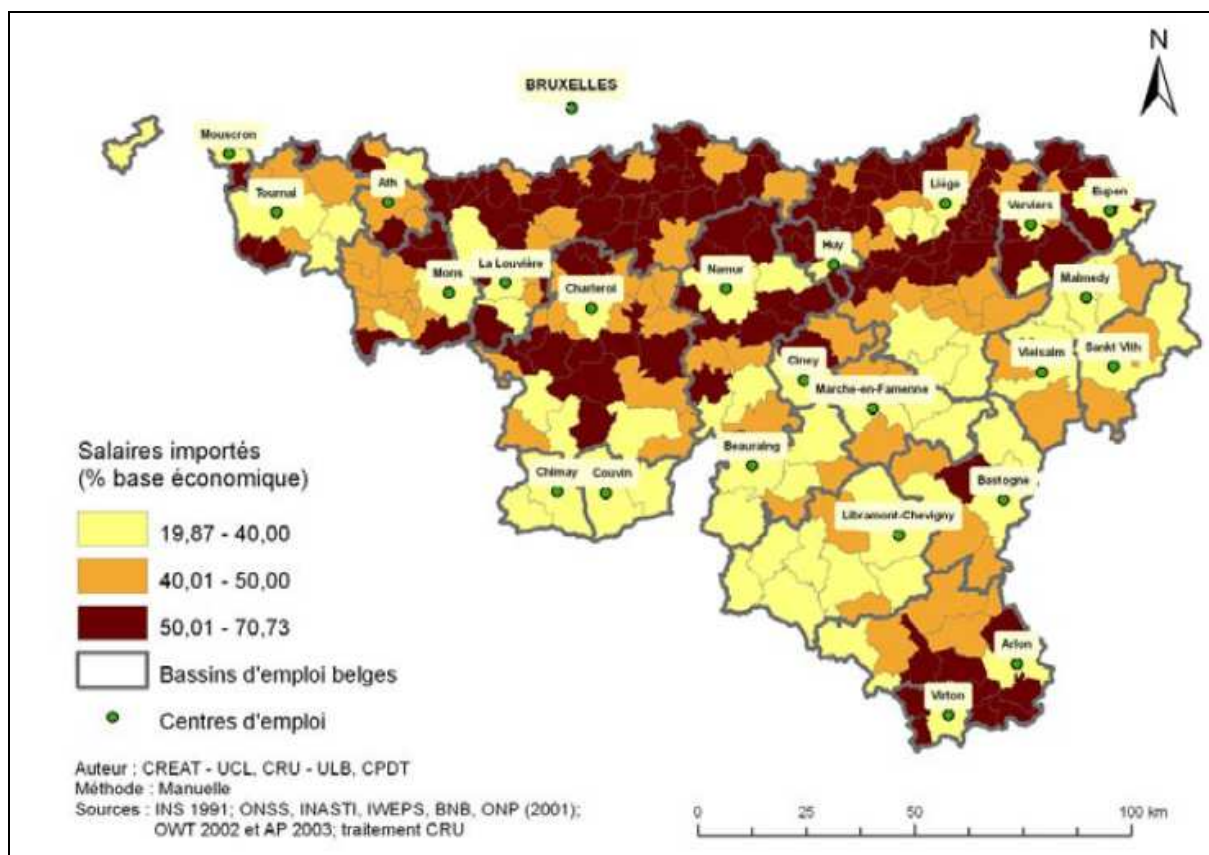 N
BRUXELLES
Mouscron
Tournai
Ath
Liège
Verviers
Eupen
Huy
Mons
La Louvière
Charleroi
Namur
Malmedy
Ciney
Vielsalm
Sankt Vith
Marche-en-Famenne
Beauraing
Chimay
Couvin
Bastogne
Libramont-Chevigny
Arlon
Virton
Salaires importés
(% base économique)
19,87 - 40,00
40,01 - 50,00
50,01 - 70,73
Bassins d'emploi belges
Centres d'emploi
Auteur : CREAT - UCL, CRU - ULB, CPDT
Méthode : Manuelle
Sources : INS 1991; ONSS, INASTI, IWEPS, BNB, ONP (2001);
OWT 2002 et AP 2003; traitement CRU
0 25 50 100 km